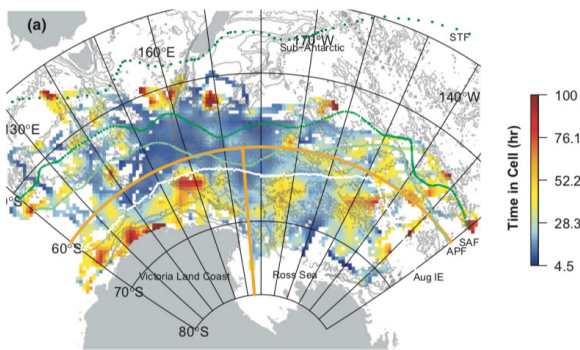 (a)
STF
170°W
Sub-Antarctic
160°E
140°W
130°E
°S
60°S
SAF
APF
Aug IE
Victoria Land Coast
Ross Sea
70°S
80°S
Time in Cell (hr)
100
76.1
52.2
28.3
4.5